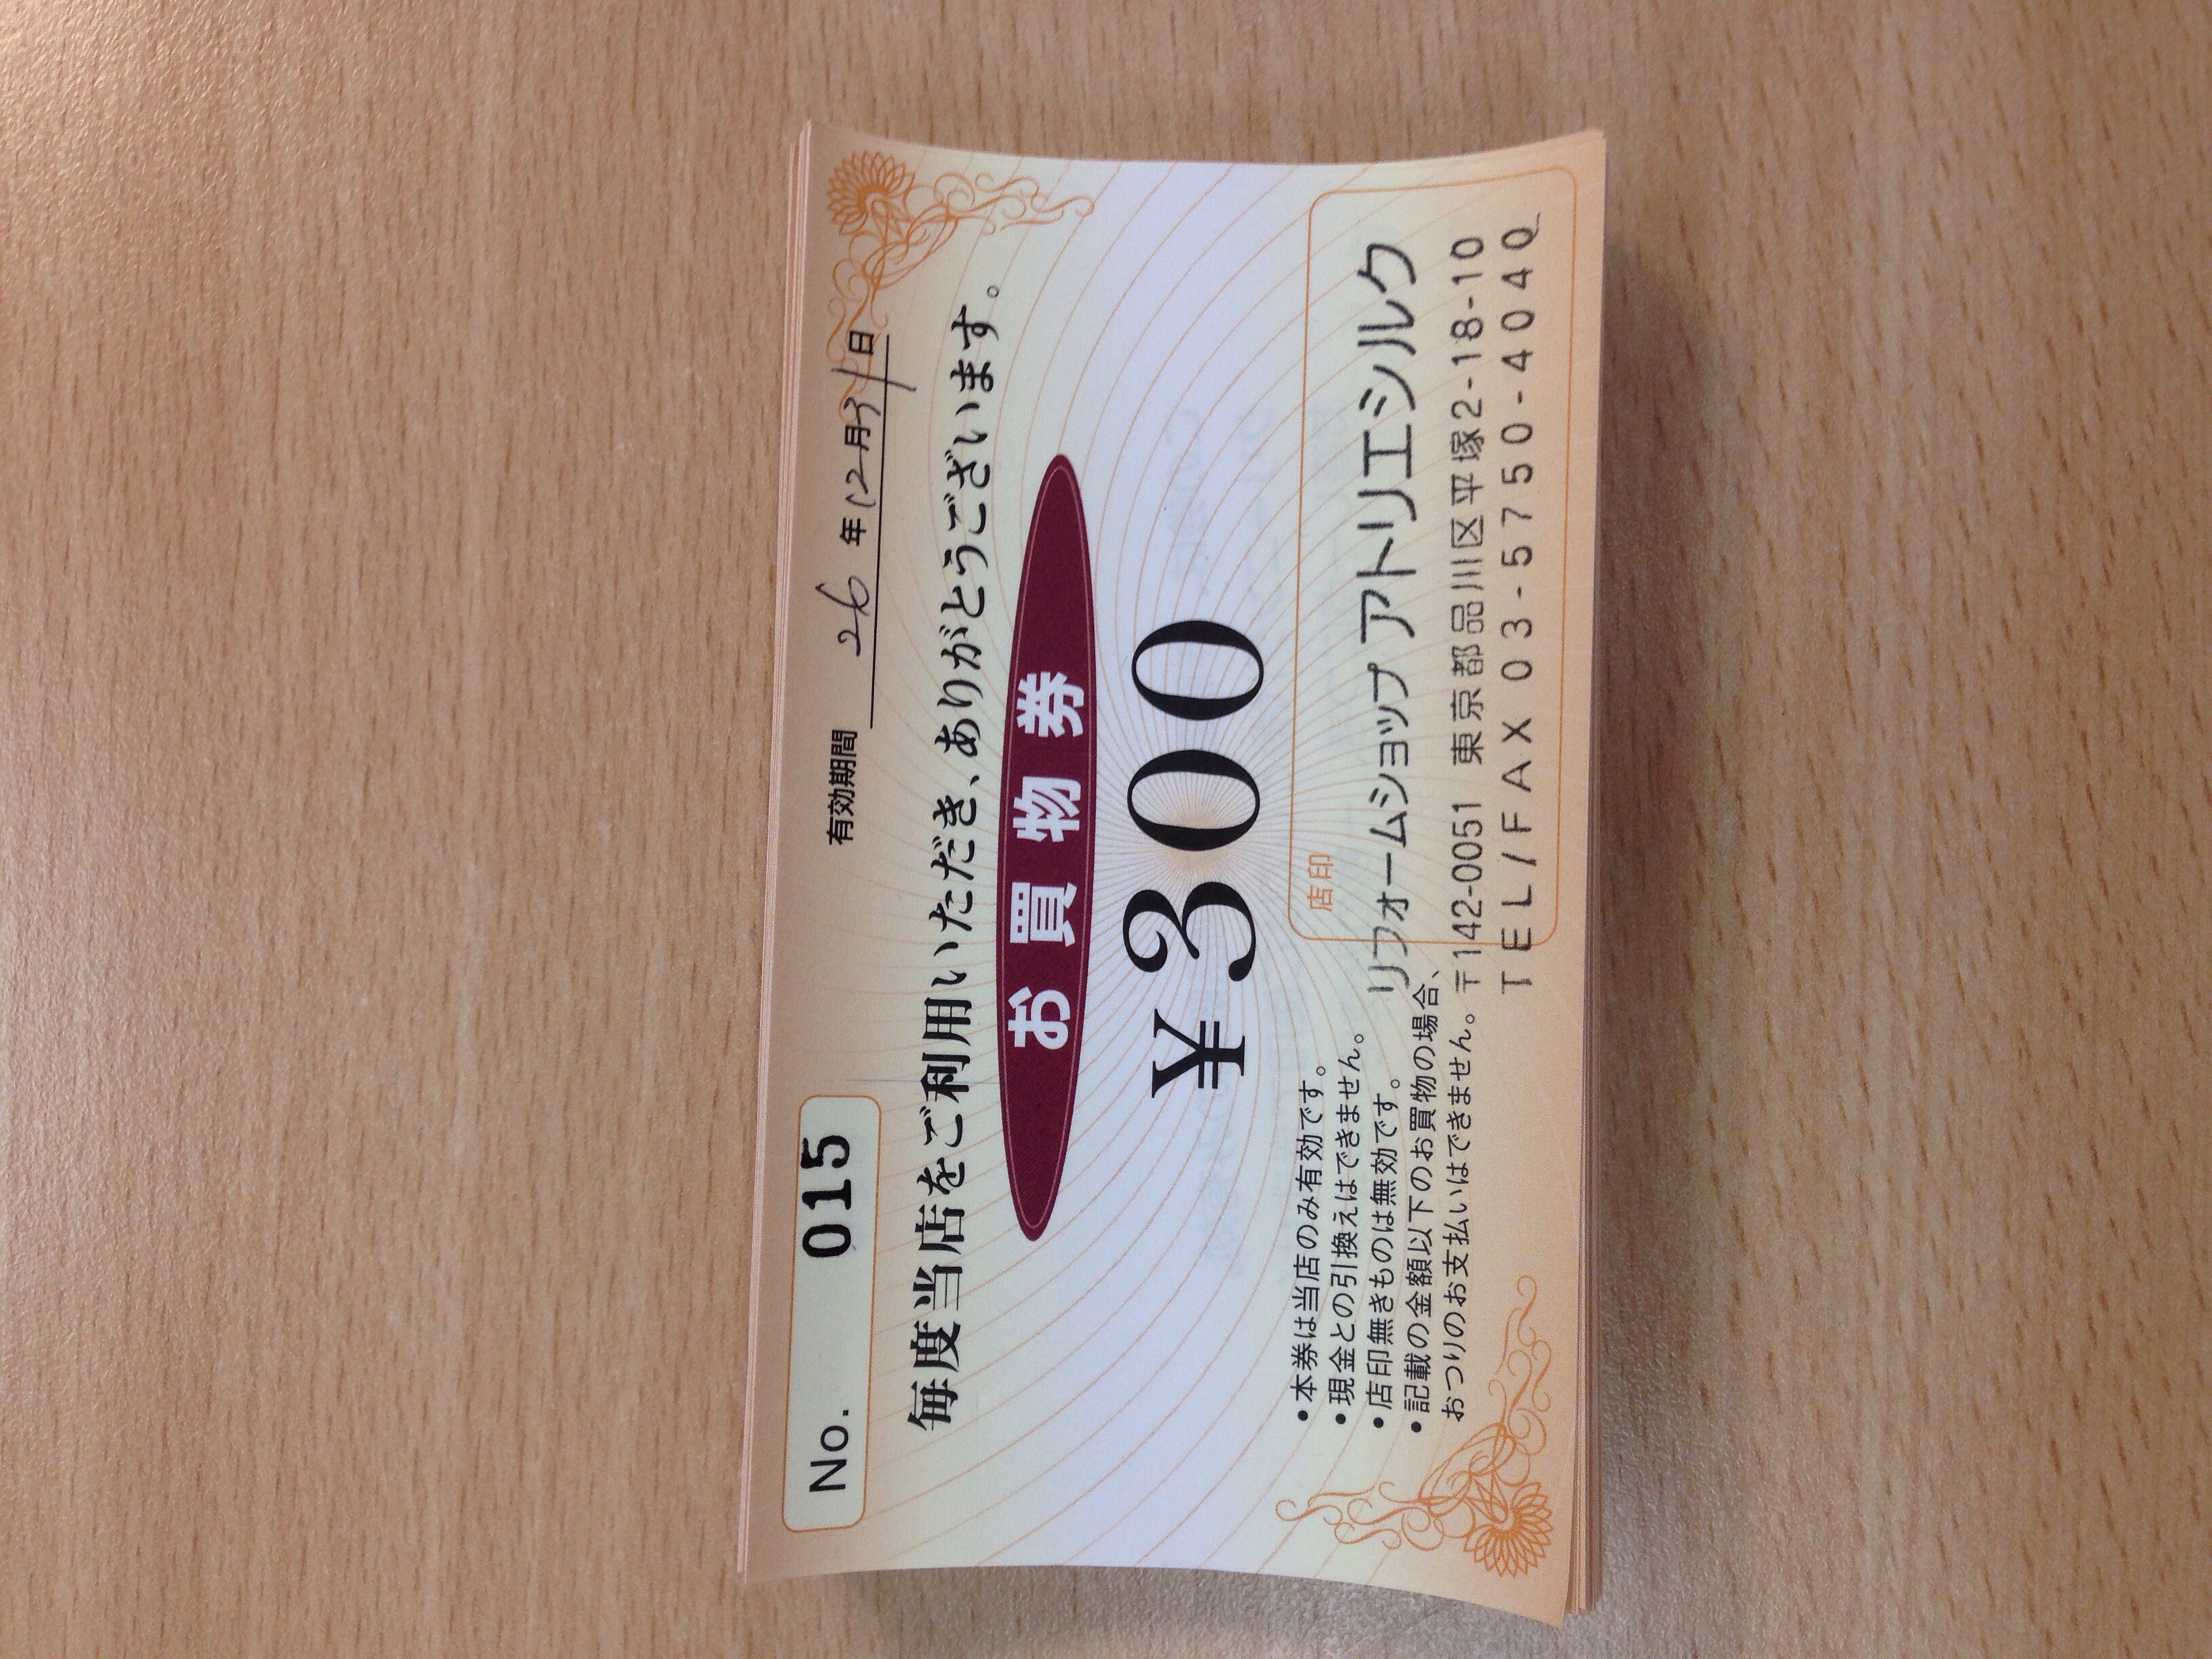 No. 015
有効期間 26年12月31日
毎度当店をご利用いただき、ありがとうございます。
お買物券
¥300
•本券は当店のみ有効です。
•現金との引換えはできません。
•店印無きものは無効です。
•記載の金額以下のお買物の場合、
おつりのお支払いはできません。
店印
リフォームショップ アトリエシルク
〒142-0051 東京都品川区平塚2-18-10
TEL/FAX 03-5750-4040